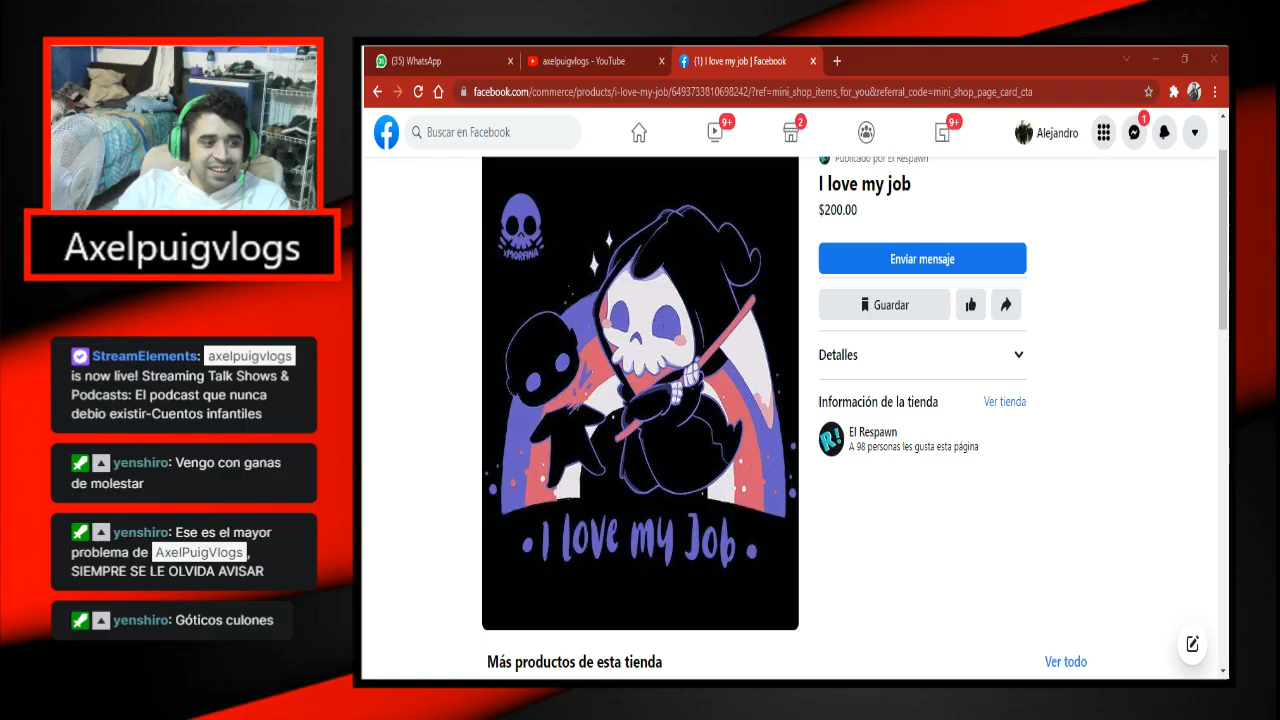 Axelpuigvlogs
StreamElements: axelpuigvlogs
is now live! Streaming Talk Shows &
Podcasts: El podcast que nunca
debio existir-Cuentos infantiles
yenshiro: Vengo con ganas
de molestar
yenshiro: Ese es el mayor
problema de AxelPuigVlogs,
SIEMPRE SE LE OLVIDA AVISAR
yenshiro: Góticos culones
(35) WhatsApp
axelpuigvlogs - YouTube
(1) I love my job | Facebook
facebook.com/commerce/products/i-love-my-job/6493733810698242/?ref=mini_shop_items_for_you&referral_code=mini_shop_page_card_cta
Buscar en Facebook
9+
2
9+
Alejandro
1
xMORFINA
I love my Job
Publicado por El Respawn
I love my job
$200.00
Enviar mensaje
Guardar
Detalles
Información de la tienda
Ver tienda
R!
El Respawn
A 98 personas les gusta esta página
Más productos de esta tienda
Ver todo